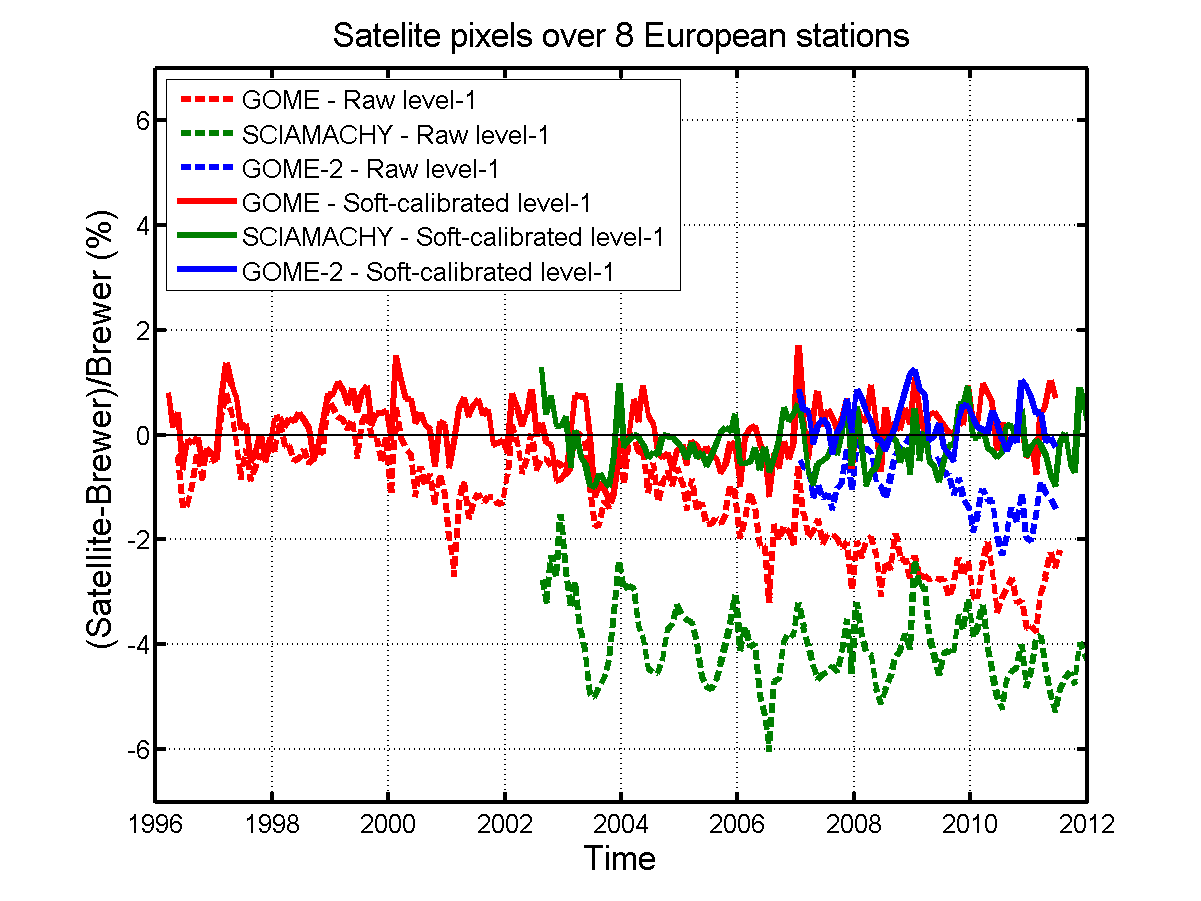 Satelite pixels over 8 European stations
GOME - Raw level-1
SCIAMACHY - Raw level-1
GOME-2 - Raw level-1
GOME - Soft-calibrated level-1
SCIAMACHY - Soft-calibrated level-1
GOME-2 - Soft-calibrated level-1
(Satellite-Brewer)/Brewer (%)
6
4
2
0
-2
-4
-6
1996 1998 2000 2002 2004 2006 2008 2010 2012
Time